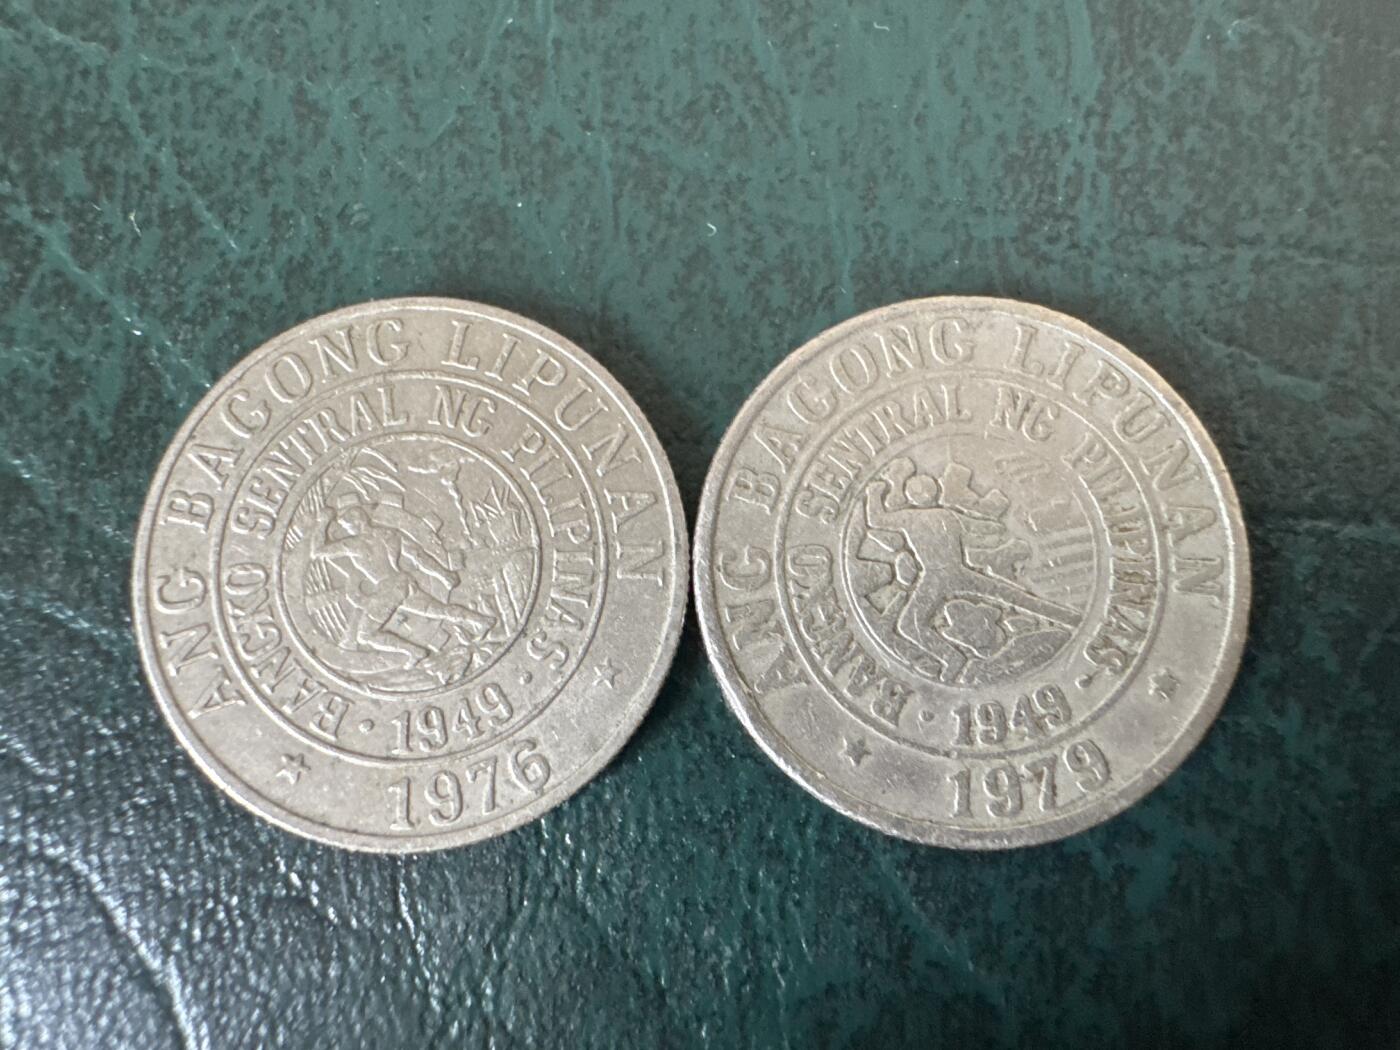 ANG BAGONG LIPUNAN
BANGKO SENTRAL NG PILIPINAS
· 1949 ·
1976
ANG BAGONG LIPUNAN
BANGKO SENTRAL NG PILIPINAS
· 1949 ·
1979